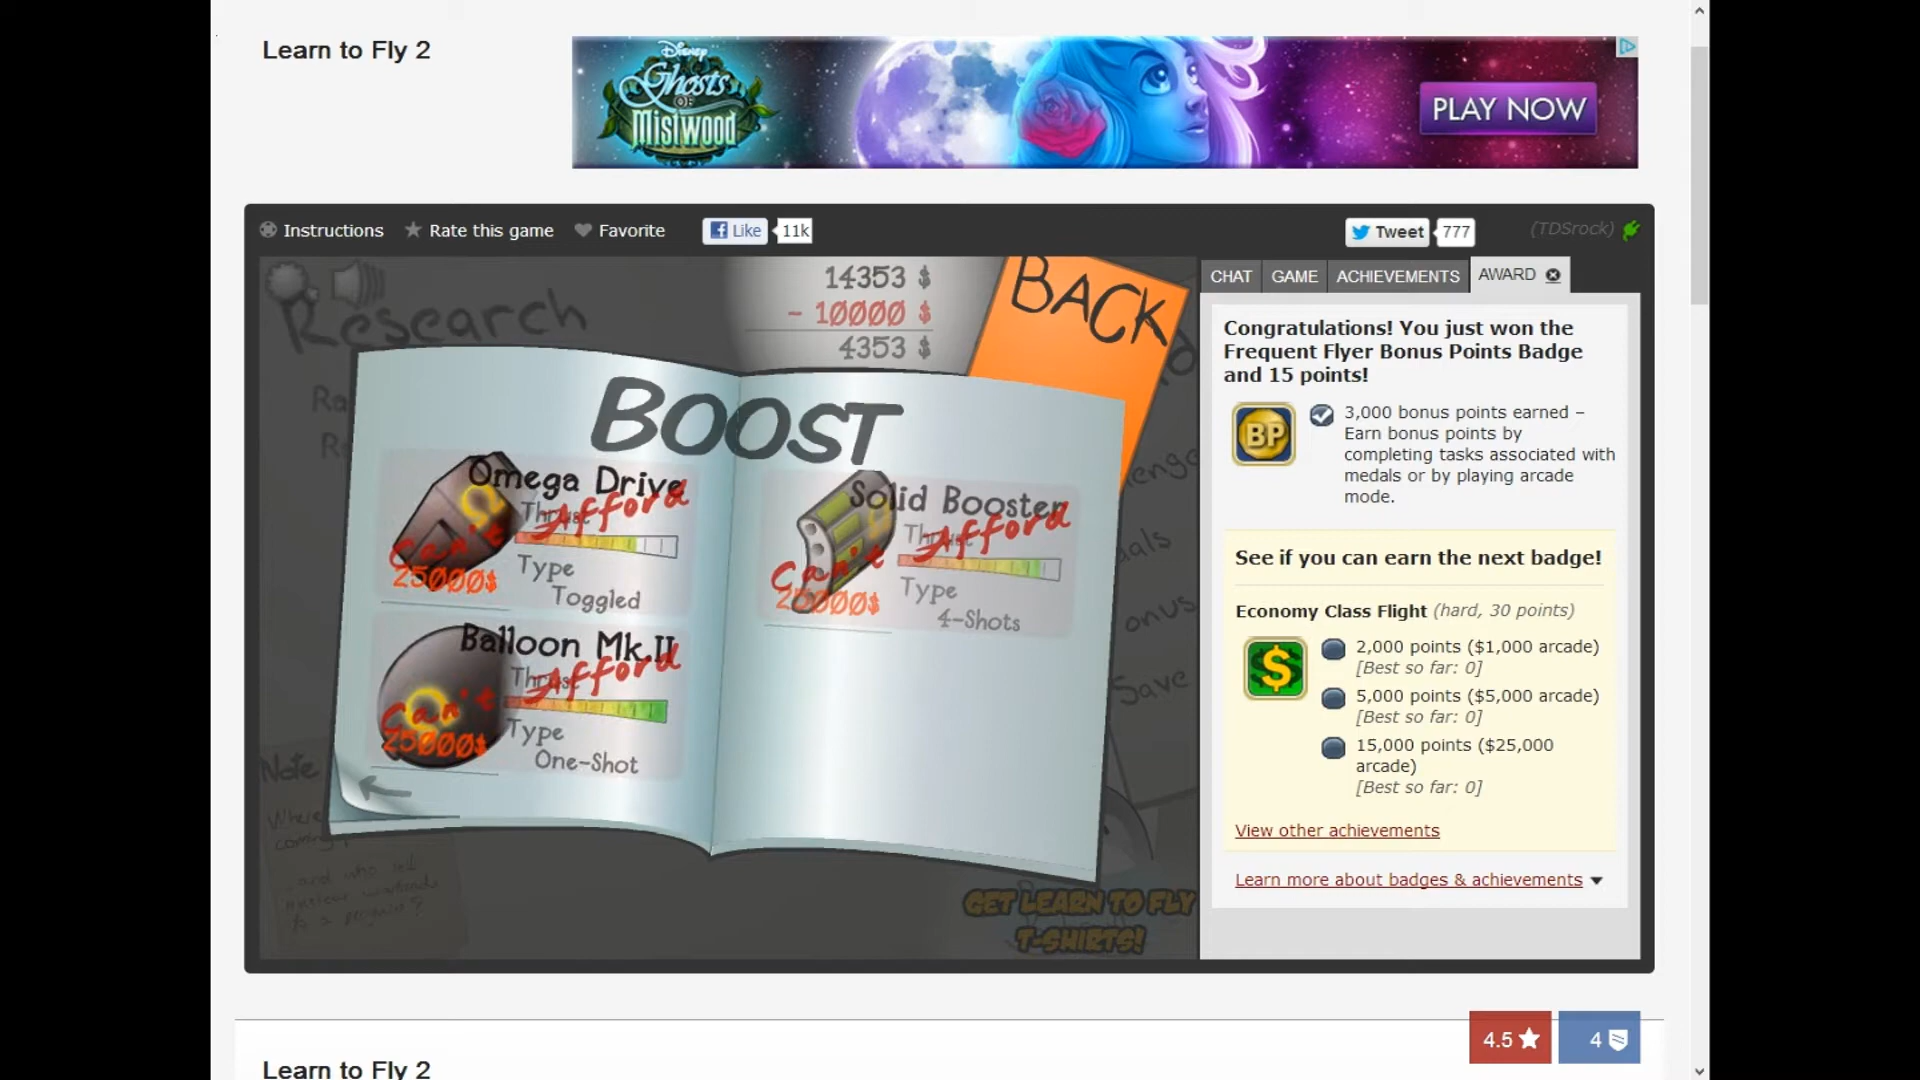 Learn to Fly 2
Disney
Ghosts
OF
Mistwood
PLAY NOW
Instructions
Rate this game
Favorite
Like
11k
Tweet
777
(TDSrock)
Research
14353 $
- 10000 $
4353 $
BACK
CHAT
GAME
ACHIEVEMENTS
AWARD
BOOST
Omega Drive
Thrust
Can't Afford
25000$
Type
Toggled
Balloon Mk.II
Thrust
Can't Afford
25000$
Type
One-Shot
Solid Booster
Thrust
Can't Afford
25000$
Type
4-Shots
Save
Note
GET LEARN TO FLY
T-SHIRTS!
Congratulations! You just won the
Frequent Flyer Bonus Points Badge
and 15 points!
BP
3,000 bonus points earned –
Earn bonus points by
completing tasks associated with
medals or by playing arcade
mode.
See if you can earn the next badge!
Economy Class Flight (hard, 30 points)
$
2,000 points ($1,000 arcade)
[Best so far: 0]
5,000 points ($5,000 arcade)
[Best so far: 0]
15,000 points ($25,000
arcade)
[Best so far: 0]
View other achievements
Learn more about badges & achievements
4.5
4
Learn to Fly 2